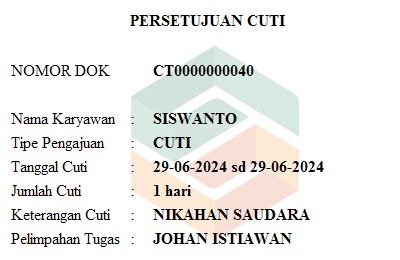 PERSETUJUAN CUTI
NOMOR DOK CT0000000040
Nama Karyawan : SISWANTO
Tipe Pengajuan : CUTI
Tanggal Cuti : 29-06-2024 sd 29-06-2024
Jumlah Cuti : 1 hari
Keterangan Cuti : NIKAHAN SAUDARA
Pelimpahan Tugas : JOHAN ISTIAWAN